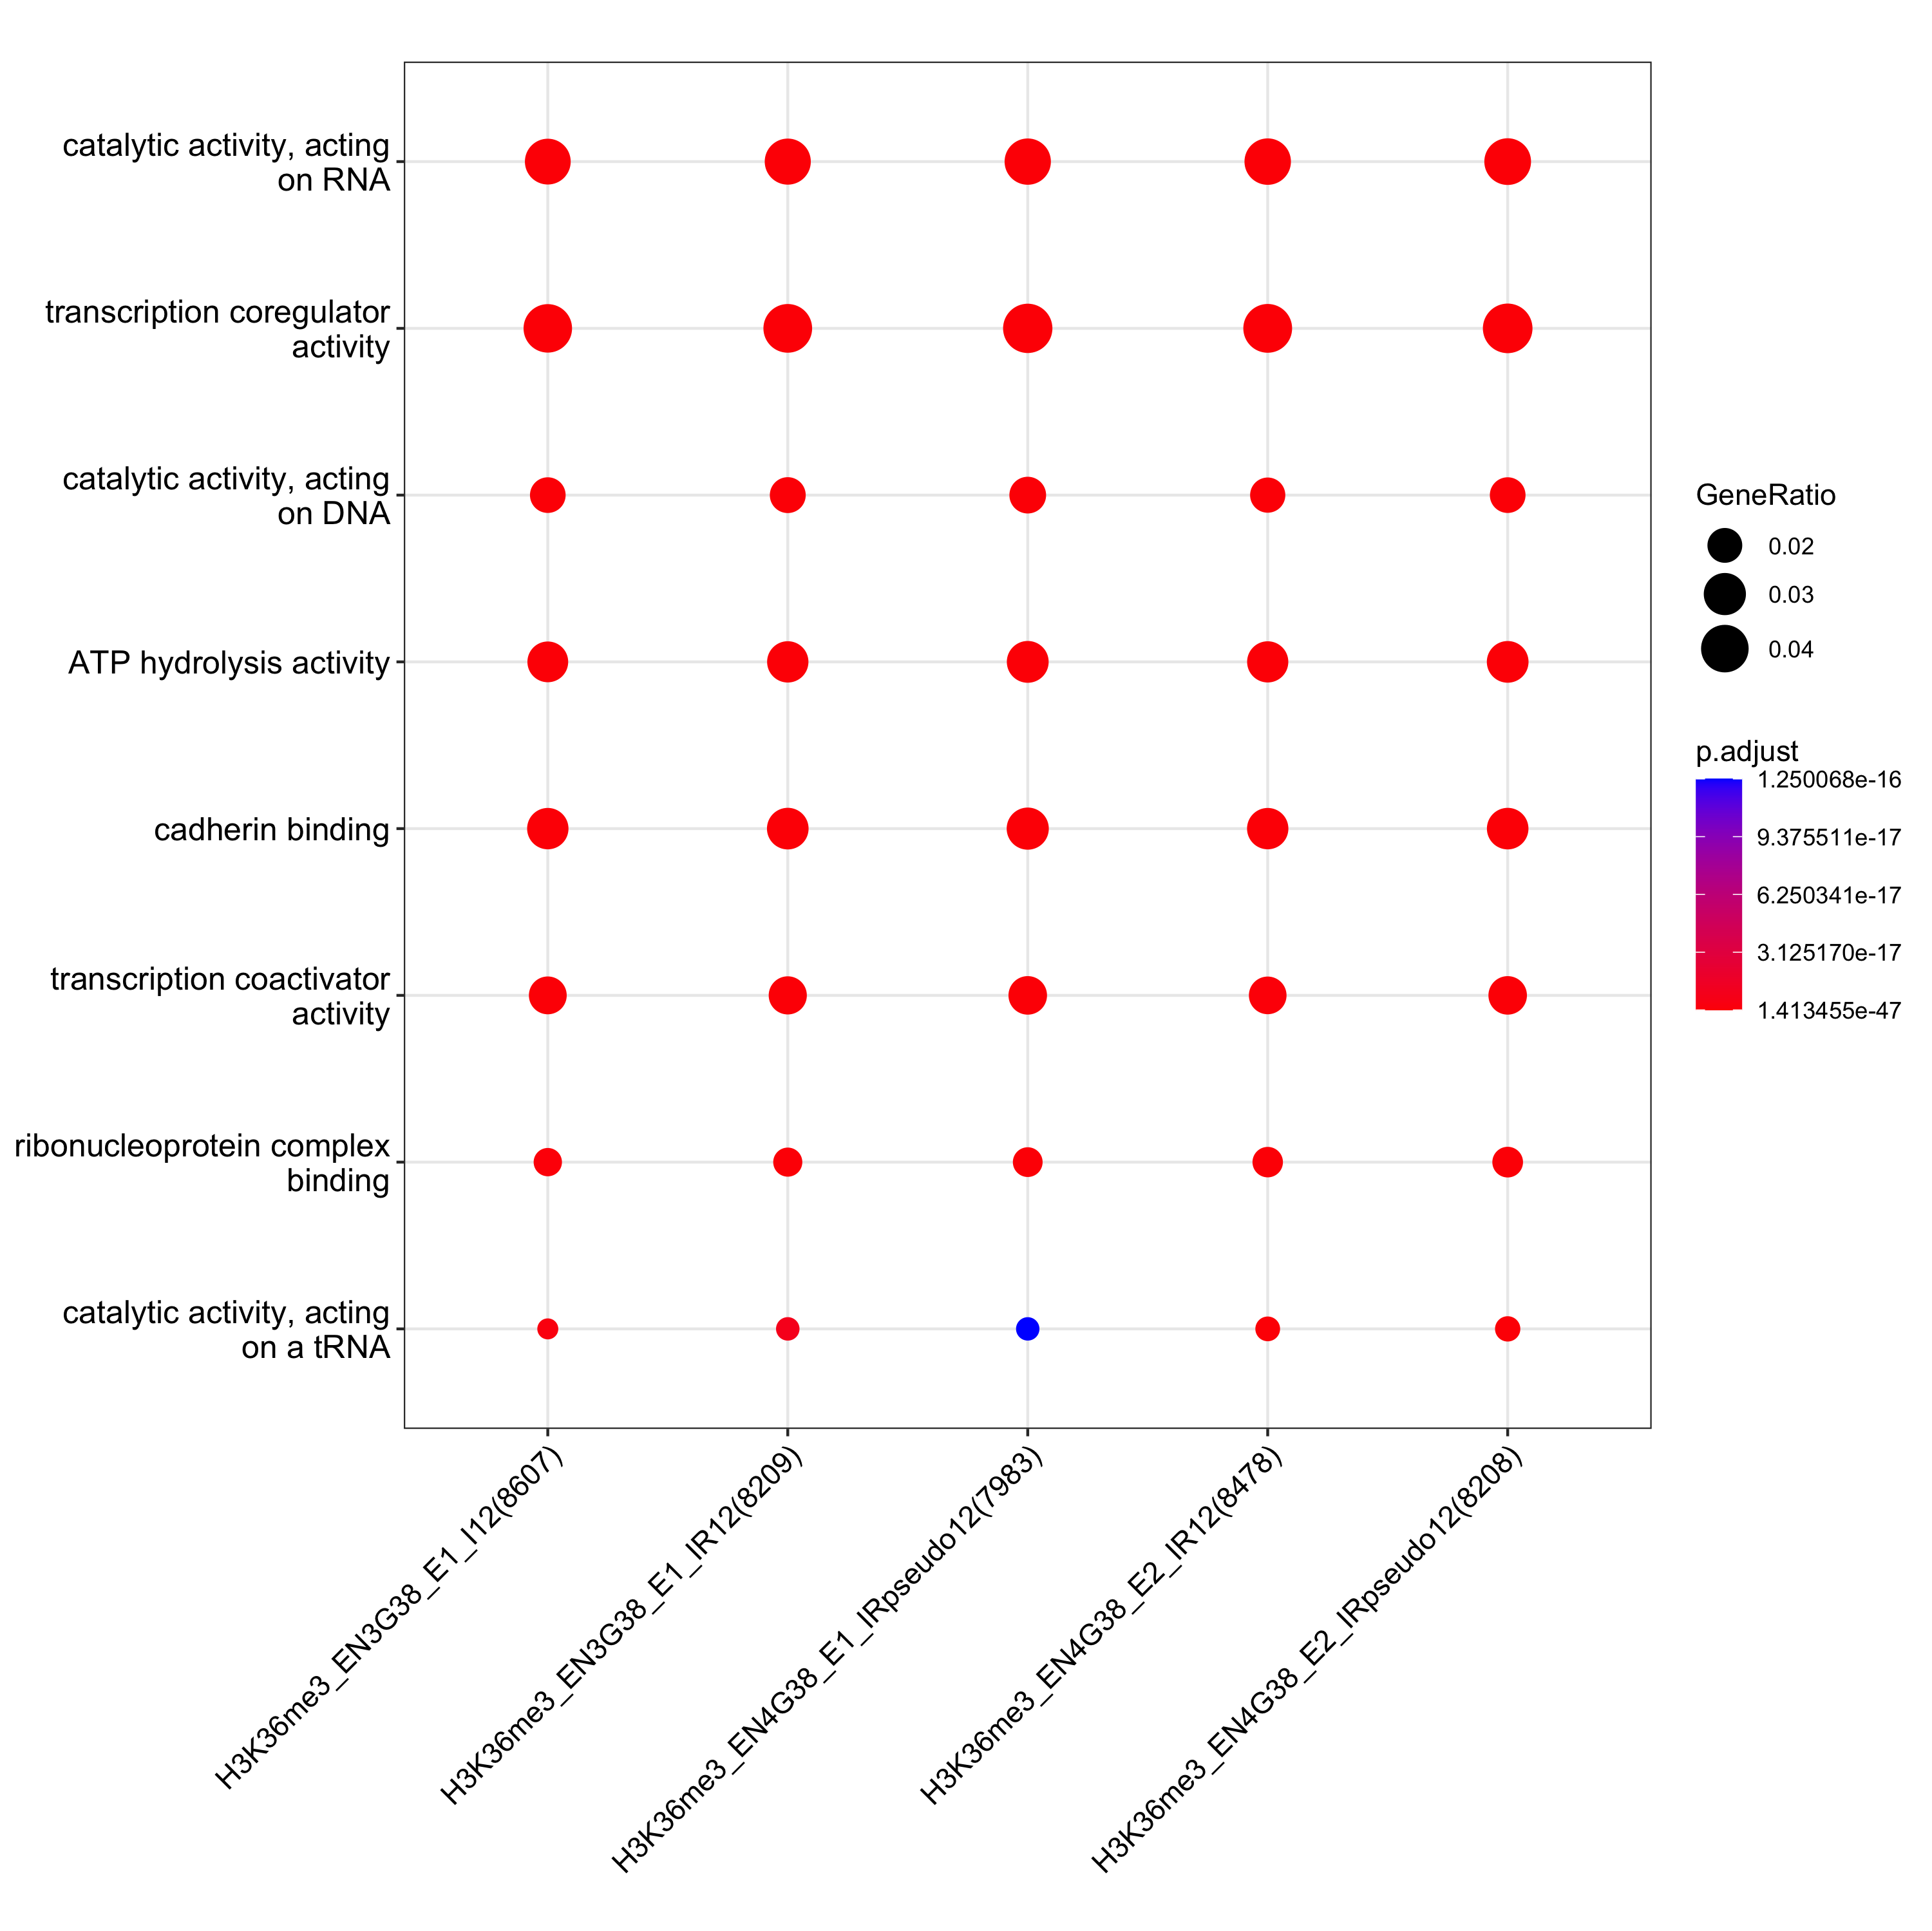 catalytic activity, acting
on RNA
transcription coregulator
activity
catalytic activity, acting
on DNA
ATP hydrolysis activity
cadherin binding
transcription coactivator
activity
ribonucleoprotein complex
binding
catalytic activity, acting
on a tRNA
H3K36me3_EN3G38_E1_I12(8607)
H3K36me3_EN3G38_E1_IR12(8209)
H3K36me3_EN4G38_E1_IRpseudo12(7983)
H3K36me3_EN4G38_E2_IR12(8478)
H3K36me3_EN4G38_E2_IRpseudo12(8208)
GeneRatio
0.02
0.03
0.04
p.adjust
1.250068e-16
9.375511e-17
6.250341e-17
3.125170e-17
1.413455e-47